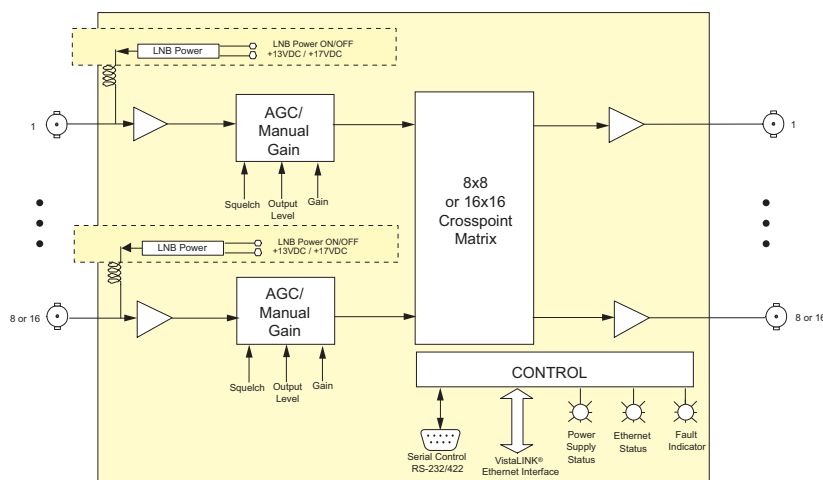 LNB Power
LNB Power ON/OFF
+13VDC / +17VDC
1
AGC/
Manual
Gain
Squelch
Output
Level
Gain
8x8
or 16x16
Crosspoint
Matrix
1
LNB Power
LNB Power ON/OFF
+13VDC / +17VDC
8 or 16
AGC/
Manual
Gain
Squelch
Output
Level
Gain
8 or 16
CONTROL
Serial Control
RS-232/422
VistaLINK®
Ethernet Interface
Power
Supply
Status
Ethernet
Status
Fault
Indicator